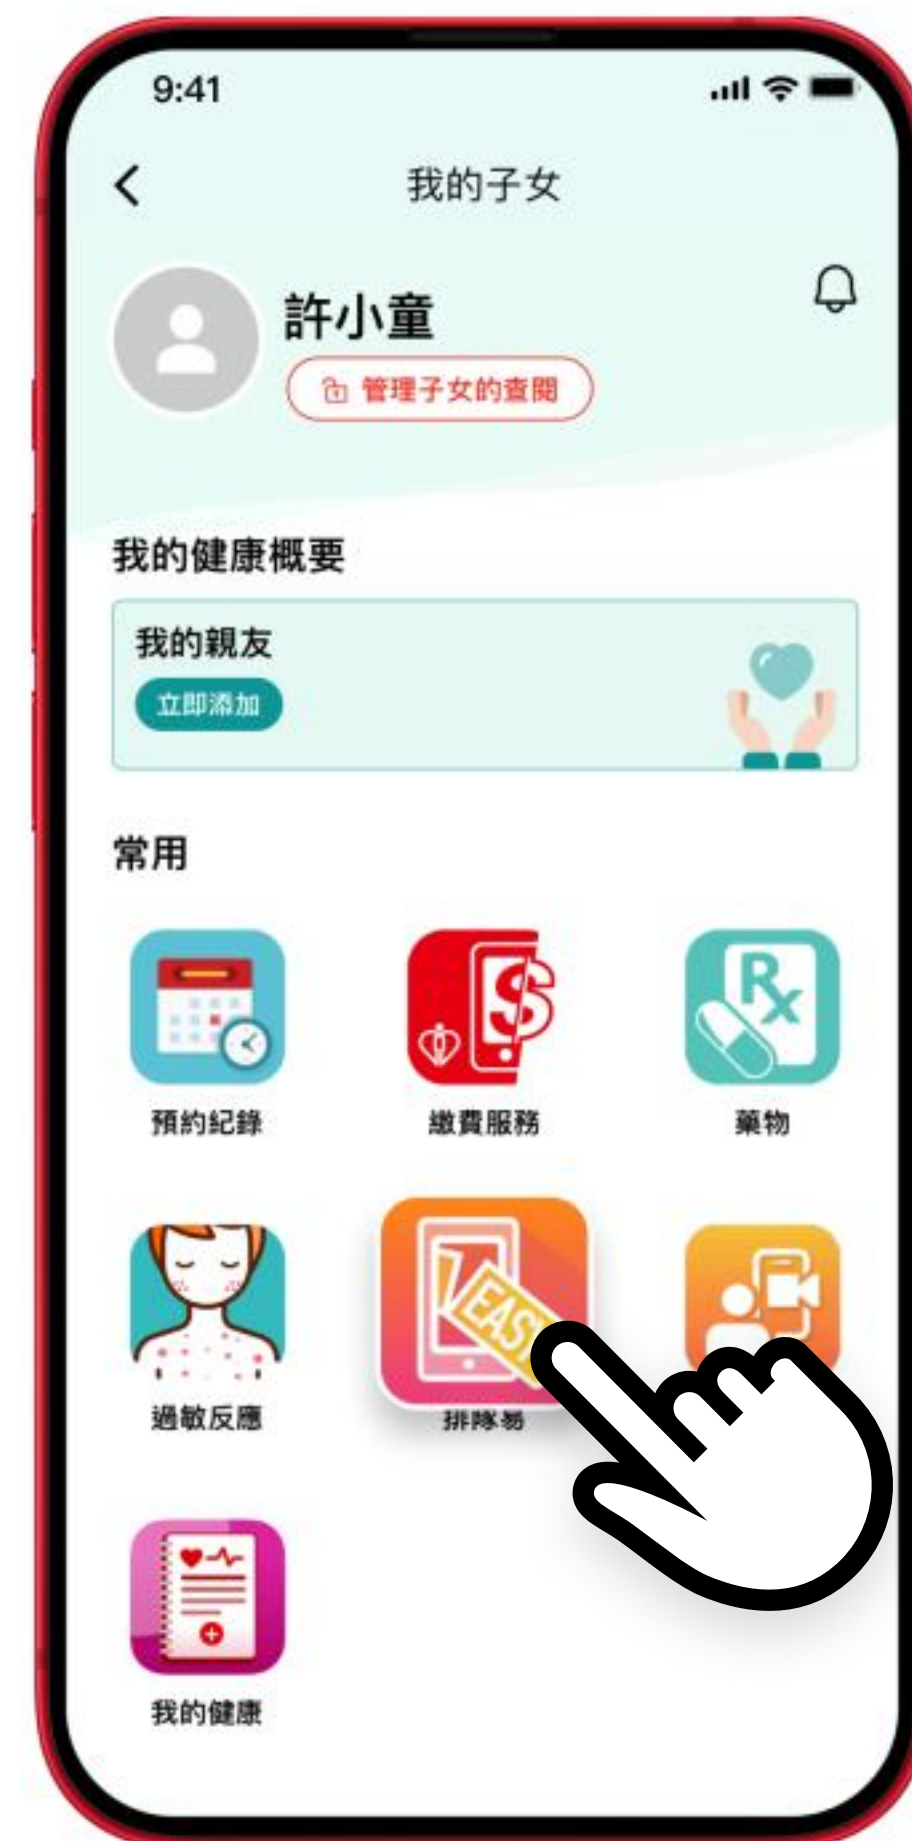 9:41
我的子女
許小童
管理子女的查閱
我的健康概要
我的親友
立即添加
常用
預約紀錄
繳費服務
Rx
藥物
EASY
過敏反應
排隊易
我的健康